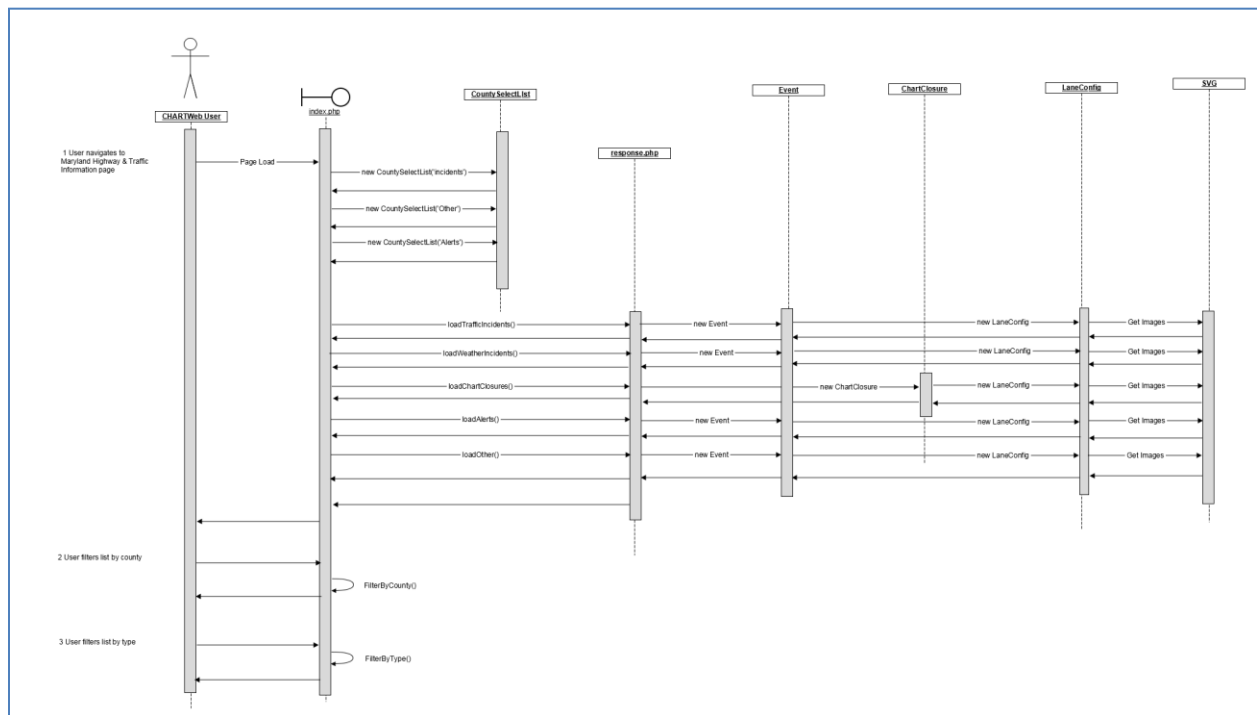 SVG
Event
ChartClosure
LaneConfig
CountySelectList
index.php
CHARTWeb User
response.php
1 User navigates to
Maryland Highway & Traffic
Information page
Page Load
new CountySelectList('Incidents')
new CountySelectList('Other')
new CountySelectList('Alerts')
loadTrafficIncidents()
new Event
new LaneConfig
Get Images
loadWeatherIncidents()
new Event
new LaneConfig
Get Images
loadChartClosures()
new ChartClosure
new LaneConfig
Get Images
loadAlerts()
new Event
new LaneConfig
Get Images
loadOther()
new Event
new LaneConfig
Get Images
2 User filters list by county
FilterByCounty()
3 User filters list by type
FilterByType()